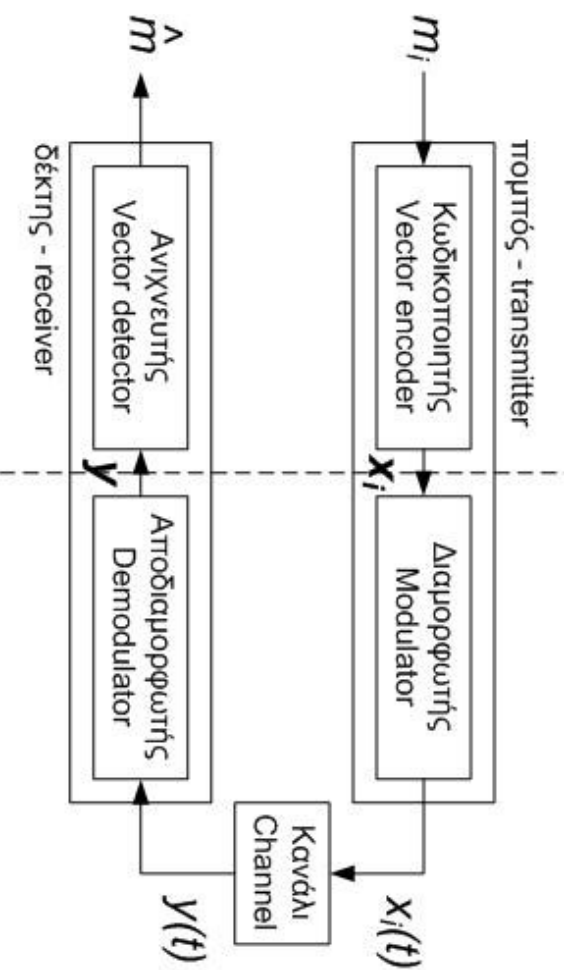 πομπός - transmitter
m_i
Κωδικοποιητής
Vector encoder
x_i
Διαμορφωτής
Modulator
x_i(t)
Κανάλι
Channel
y(t)
Αποδιαμορφωτής
Demodulator
y
Ανιχνευτής
Vector detector
m̂
δέκτης - receiver